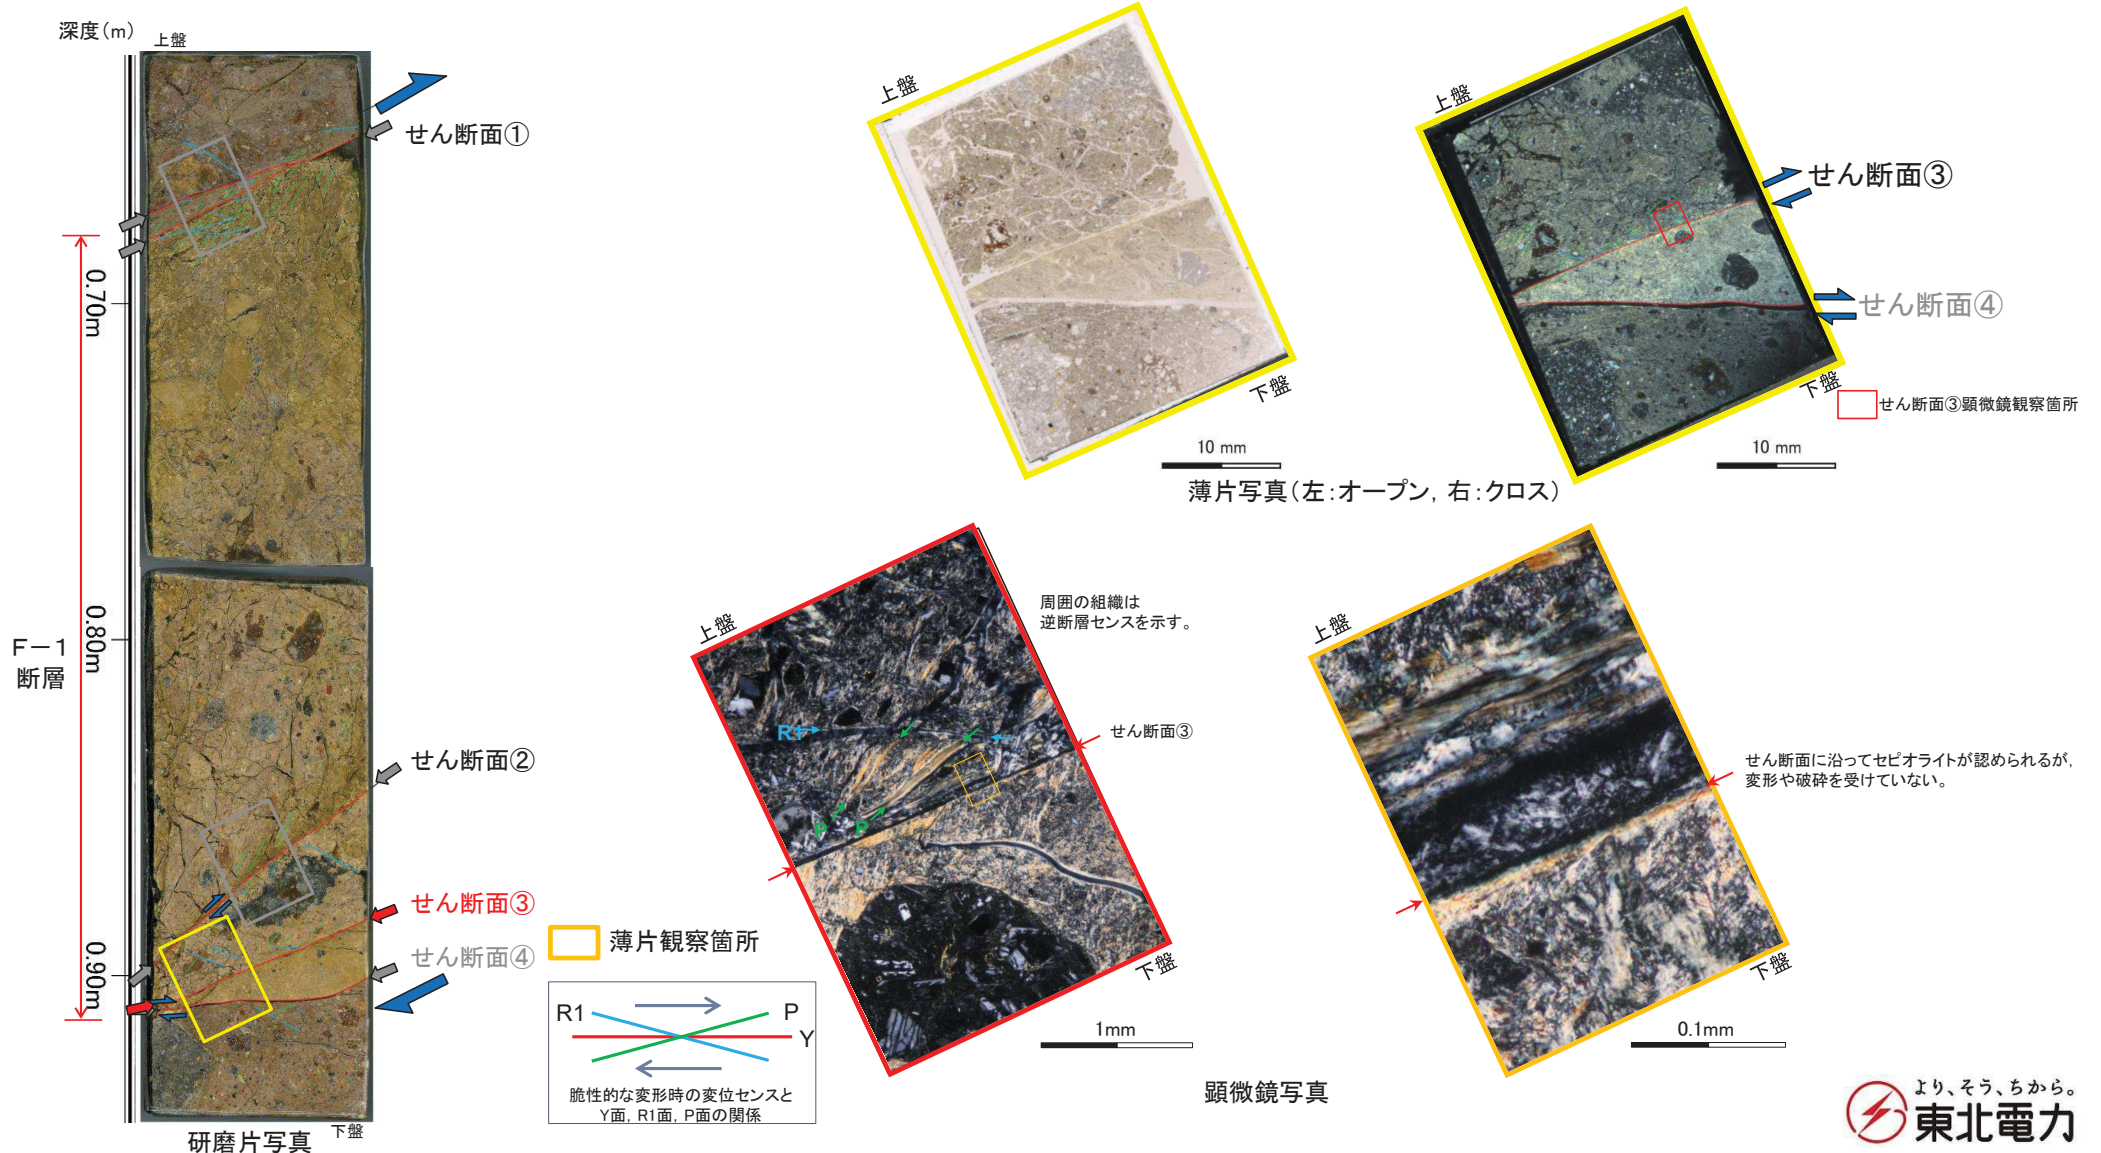 深度(m)
上盤
せん断面①
0.70m
0.80m
F-1
断層
せん断面②
せん断面③
せん断面④
0.90m
研磨片写真
下盤
薄片観察箇所
R1
P
Y
脆性的な変形時の変位センスと
Y面, R1面, P面の関係
上盤
下盤
10 mm
上盤
せん断面③
せん断面④
下盤
せん断面③顕微鏡観察箇所
10 mm
薄片写真(左:オープン, 右:クロス)
周囲の組織は
逆断層センスを示す。
上盤
R1
P
P
せん断面③
下盤
1mm
上盤
せん断面に沿ってセピオライトが認められるが,
変形や破砕を受けていない。
下盤
0.1mm
顕微鏡写真
より、そう、ちから。
東北電力